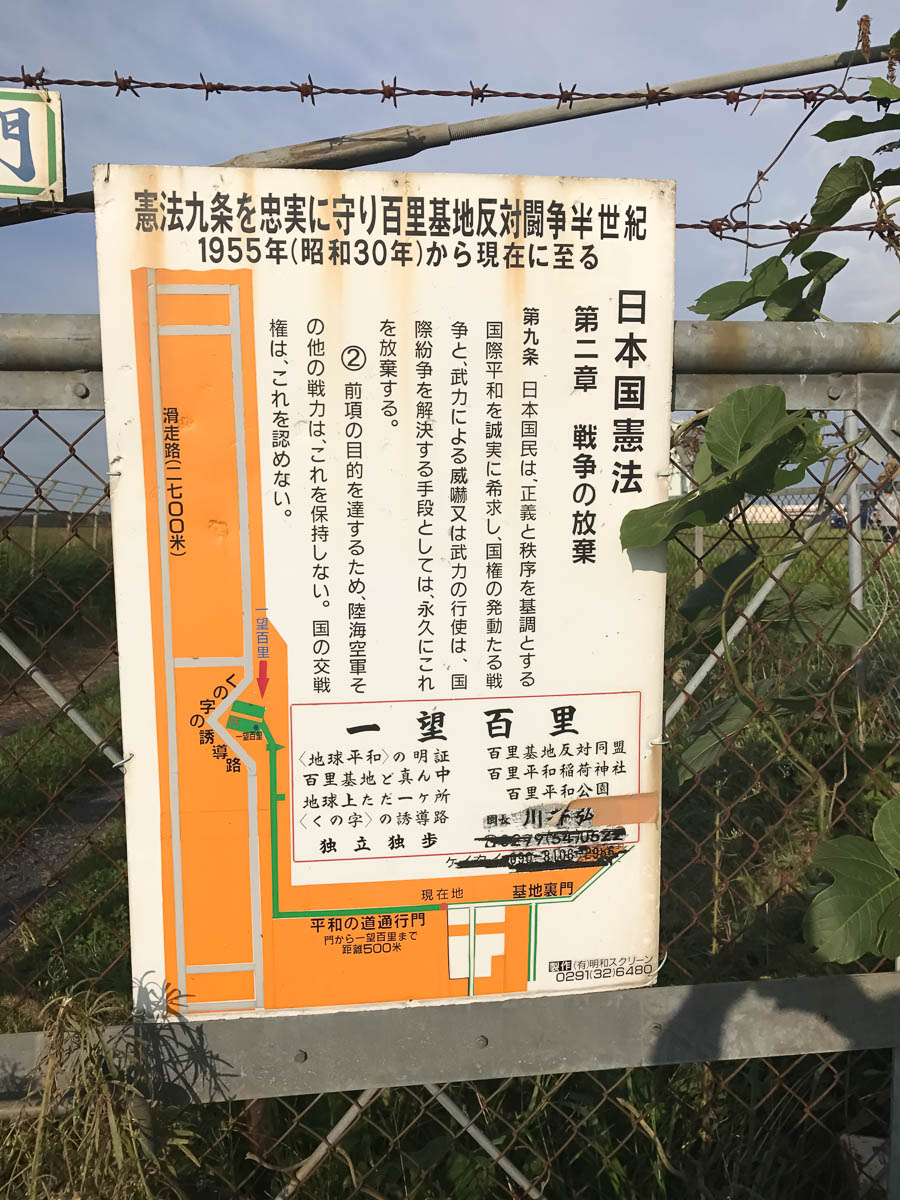 門
憲法九条を忠実に守り百里基地反対闘争半世紀
1955年(昭和30年)から現在に至る
日本国憲法
第二章 戦争の放棄
第九条 日本国民は、正義と秩序を基調とする
国際平和を誠実に希求し、国権の発動たる戦
争と、武力による威嚇又は武力の行使は、国
際紛争を解決する手段としては、永久にこれ
を放棄する。
② 前項の目的を達するため、陸海空軍そ
の他の戦力は、これを保持しない。国の交戦
権は、これを認めない。
滑走路(二七〇〇米)
一望百里
くの字の誘導路
一望百里
一望百里
〈地球平和〉の明証
百里基地ど真ん中
地球上ただ一ヶ所
〈くの字〉の誘導路
独立独歩
百里基地反対同盟
百里平和稲荷神社
百里平和公園
現在地
基地裏門
平和の道通行門
門から一望百里まで
距離500米
製作 (有)明和スクリーン
0291(32)6480